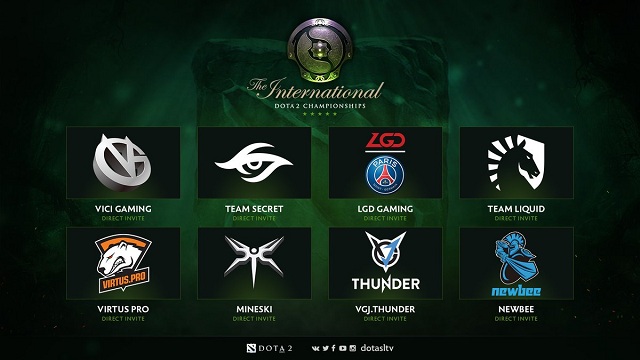 The International
DOTA 2 CHAMPIONSHIPS
VICI GAMING
DIRECT INVITE
TEAM SECRET
DIRECT INVITE
LGD
PARIS
LGD GAMING
DIRECT INVITE
TEAM LIQUID
DIRECT INVITE
VIRTUS.PRO
VIRTUS PRO
DIRECT INVITE
MINESKI
DIRECT INVITE
THUNDER
VGJ.THUNDER
DIRECT INVITE
newbee
NEWBEE
DIRECT INVITE
DOTA 2
dotasltv